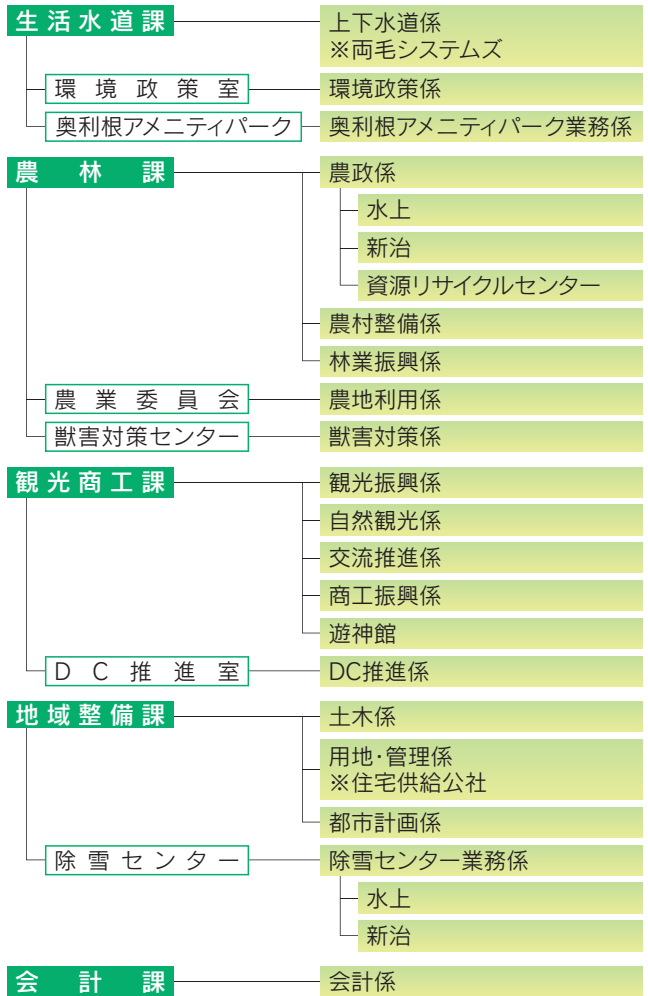 生活水道課
上下水道係
※両毛システムズ
環境政策室
環境政策係
奥利根アメニティパーク
奥利根アメニティパーク業務係
農林課
農政係
水上
新治
資源リサイクルセンター
農村整備係
林業振興係
農業委員会
農地利用係
獣害対策センター
獣害対策係
観光商工課
観光振興係
自然観光係
交流推進係
商工振興係
遊神館
DC推進室
DC推進係
地域整備課
土木係
用地・管理係
※住宅供給公社
都市計画係
除雪センター
除雪センター業務係
水上
新治
会計課
会計係